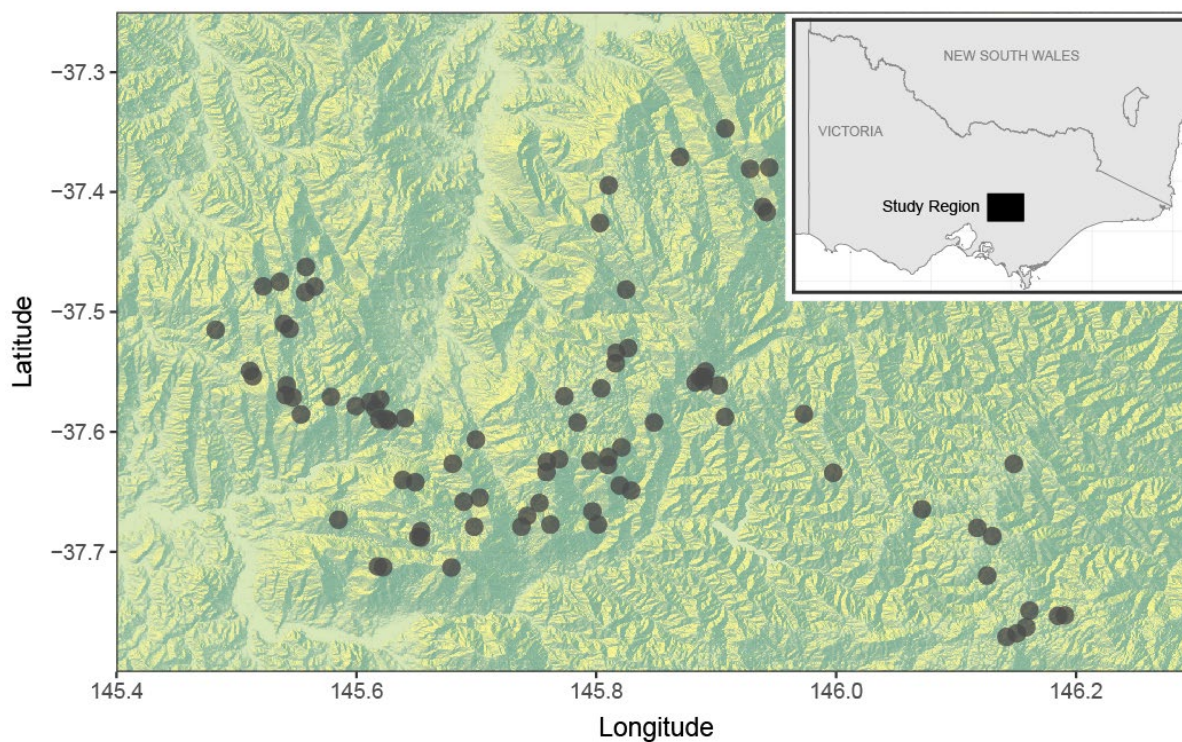 −37.3
−37.4
−37.5
−37.6
−37.7
Latitude
145.4
145.6
145.8
146.0
146.2
Longitude
NEW SOUTH WALES
VICTORIA
Study Region